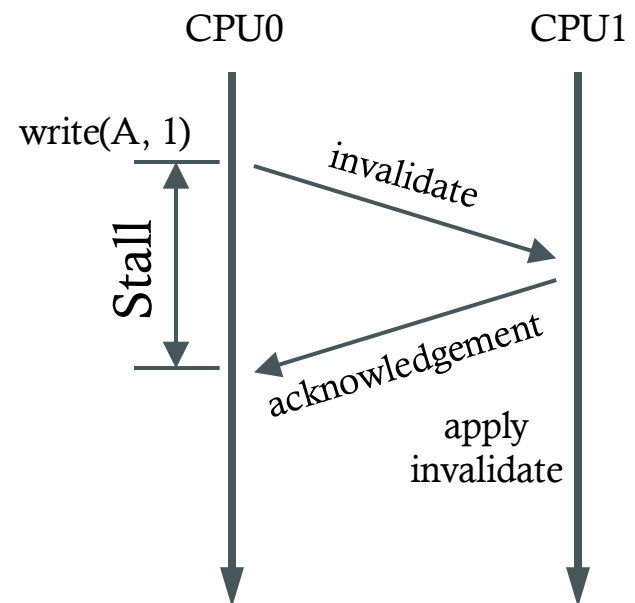 CPU0
CPU1
write(A, 1)
invalidate
Stall
acknowledgement
apply
invalidate